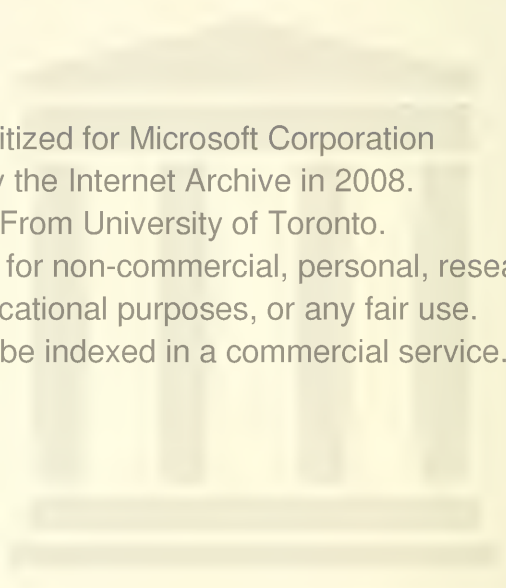 itized for Microsoft Corporation
y the Internet Archive in 2008.
From University of Toronto.
for non-commercial, personal, resea
cational purposes, or any fair use.
be indexed in a commercial service.